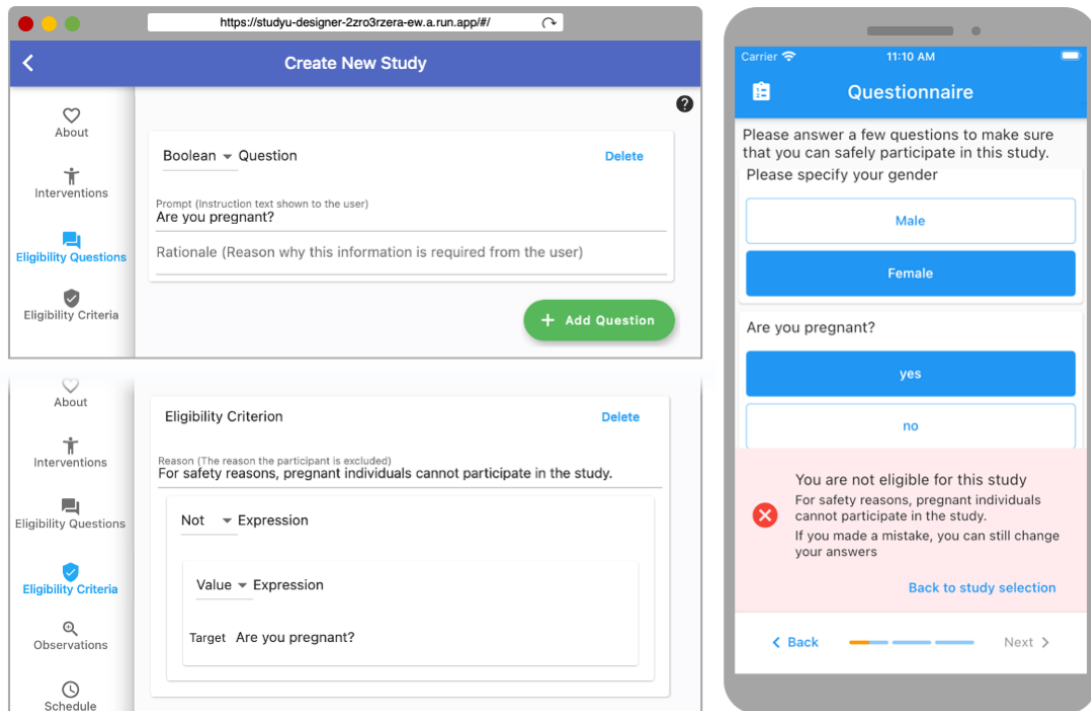 https://studyu-designer-2zro3rzera-ew.a.run.app/#/
Create New Study
?
About
Interventions
Eligibility Questions
Eligibility Criteria
Boolean Question
Delete
Prompt (Instruction text shown to the user)
Are you pregnant?
Rationale (Reason why this information is required from the user)
+ Add Question
About
Interventions
Eligibility Questions
Eligibility Criteria
Observations
Schedule
Eligibility Criterion
Delete
Reason (The reason the participant is excluded)
For safety reasons, pregnant individuals cannot participate in the study.
Not Expression
Value Expression
Target Are you pregnant?
Carrier
11:10 AM
Questionnaire
Please answer a few questions to make sure
that you can safely participate in this study.
Please specify your gender
Male
Female
Are you pregnant?
yes
no
You are not eligible for this study
For safety reasons, pregnant individuals
cannot participate in the study.
If you made a mistake, you can still change
your answers
Back to study selection
Back
Next